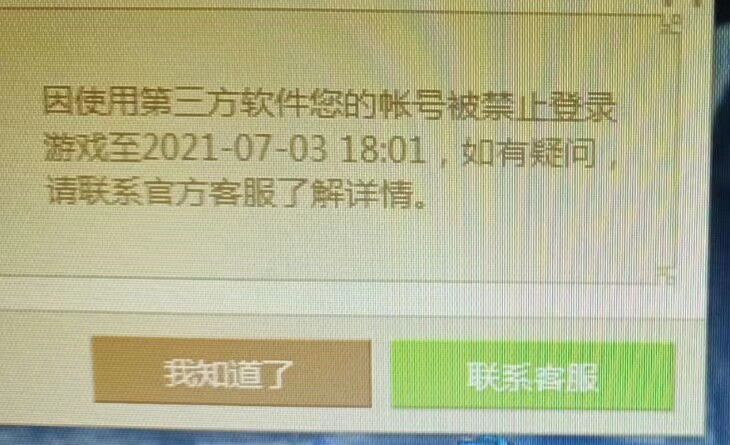 因使用第三方软件您的帐号被禁止登录
游戏至2021-07-03 18:01，如有疑问，
请联系官方客服了解详情。
我知道了
联系客服